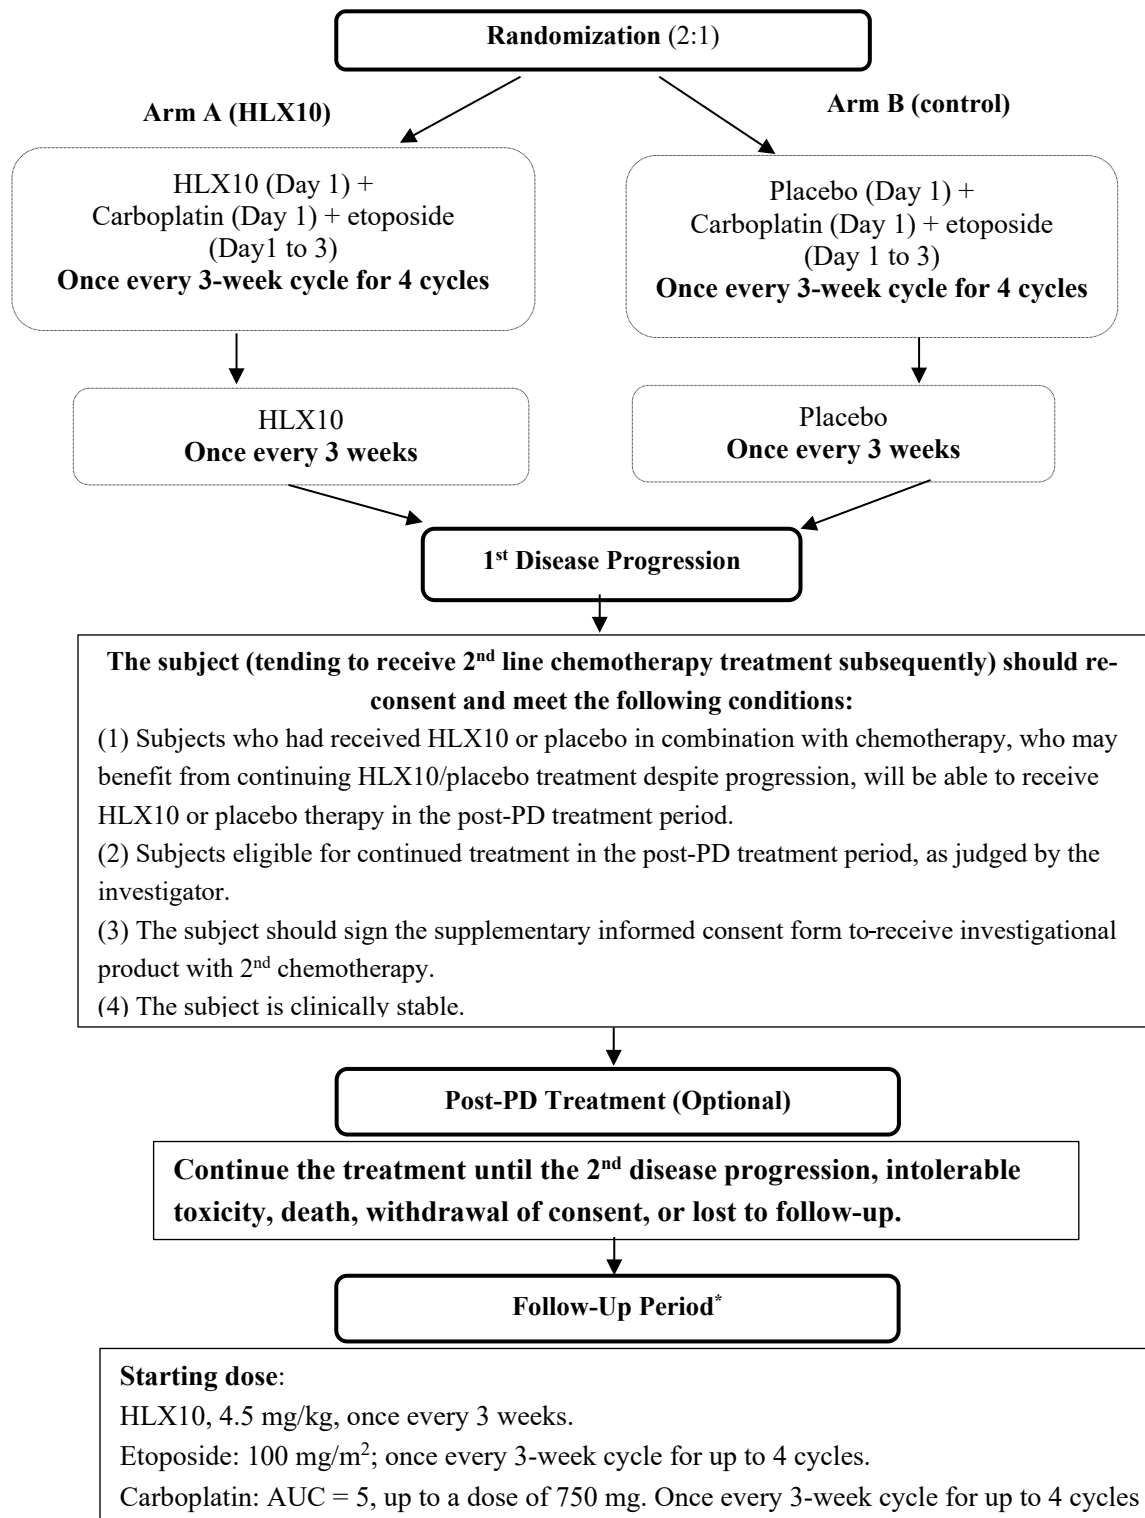 Randomization (2:1)
Arm A (HLX10)
Arm B (control)
HLX10 (Day 1) +
Carboplatin (Day 1) + etoposide
(Day1 to 3)
Once every 3-week cycle for 4 cycles
Placebo (Day 1) +
Carboplatin (Day 1) + etoposide
(Day 1 to 3)
Once every 3-week cycle for 4 cycles
HLX10
Once every 3 weeks
Placebo
Once every 3 weeks
1st Disease Progression
The subject (tending to receive 2nd line chemotherapy treatment subsequently) should re-
consent and meet the following conditions:
(1) Subjects who had received HLX10 or placebo in combination with chemotherapy, who may
benefit from continuing HLX10/placebo treatment despite progression, will be able to receive
HLX10 or placebo therapy in the post-PD treatment period.
(2) Subjects eligible for continued treatment in the post-PD treatment period, as judged by the
investigator.
(3) The subject should sign the supplementary informed consent form to-receive investigational
product with 2nd chemotherapy.
(4) The subject is clinically stable.
Post-PD Treatment (Optional)
Continue the treatment until the 2nd disease progression, intolerable
toxicity, death, withdrawal of consent, or lost to follow-up.
Follow-Up Period*
Starting dose:
HLX10, 4.5 mg/kg, once every 3 weeks.
Etoposide: 100 mg/m2; once every 3-week cycle for up to 4 cycles.
Carboplatin: AUC = 5, up to a dose of 750 mg. Once every 3-week cycle for up to 4 cycles